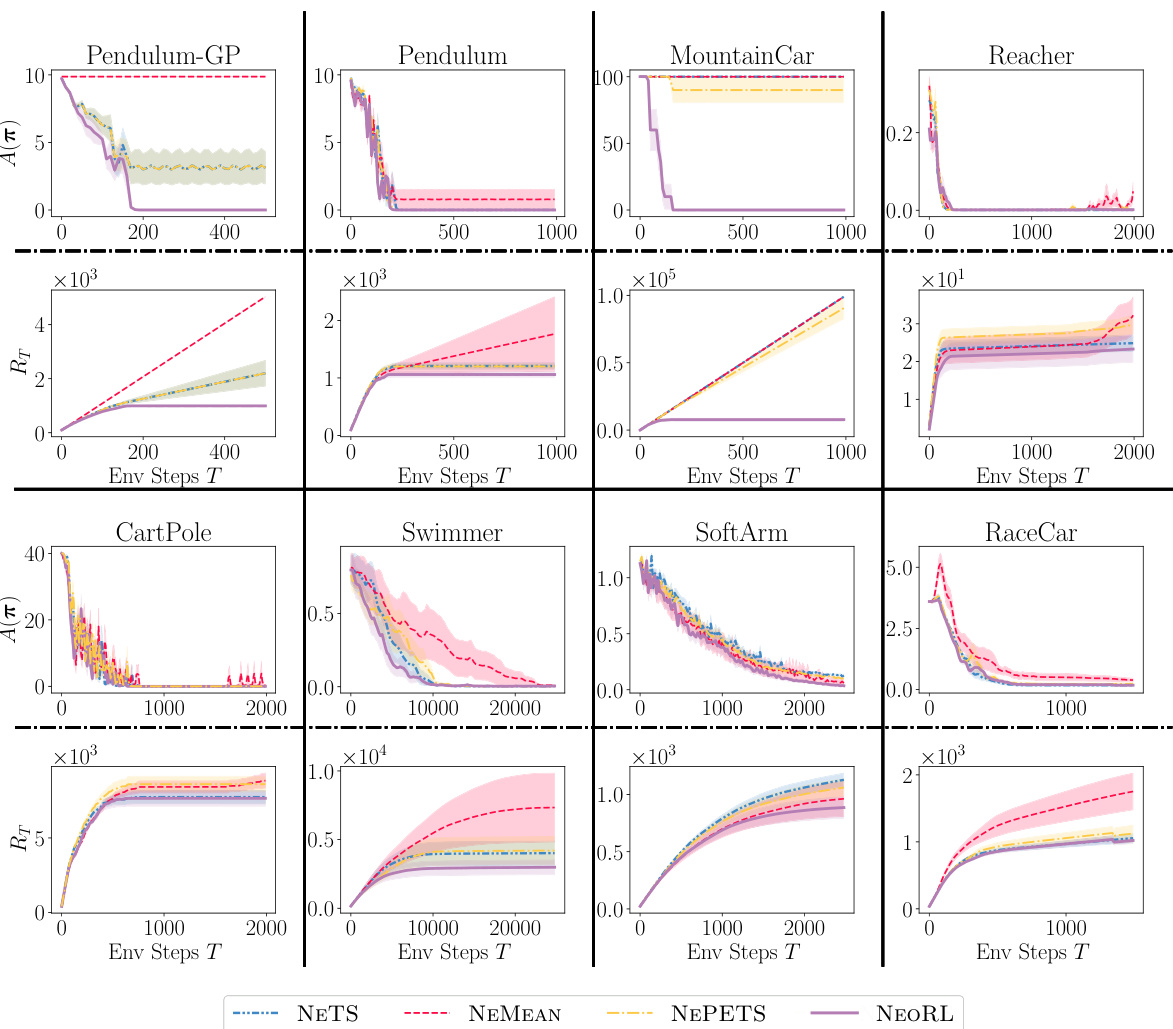 Pendulum-GP Pendulum MountainCar Reacher
A(π) 10 5 0 0 200 400
10 5 0 0 500 1000
100 50 0 0 500 1000
0.2 0.0 0 1000 2000
R_T ×10³ 4 2 0 0 200 400
×10³ 2 1 0 0 500 1000
×10⁵ 1.0 0.5 0.0 0 500 1000
×10¹ 3 2 1 0 1000 2000
Env Steps T Env Steps T Env Steps T Env Steps T
CartPole Swimmer SoftArm RaceCar
A(π) 40 20 0 0 1000 2000
0.5 0.0 0 10000 20000
1.0 0.5 0.0 0 1000 2000
5.0 2.5 0.0 0 1000
R_T ×10³ 5 0 0 1000 2000
×10⁴ 1.0 0.5 0.0 0 10000 20000
×10³ 1.0 0.5 0.0 0 1000 2000
×10³ 2 1 0 0 1000
Env Steps T Env Steps T Env Steps T Env Steps T
NeTS NeMean NePETS NeoRL